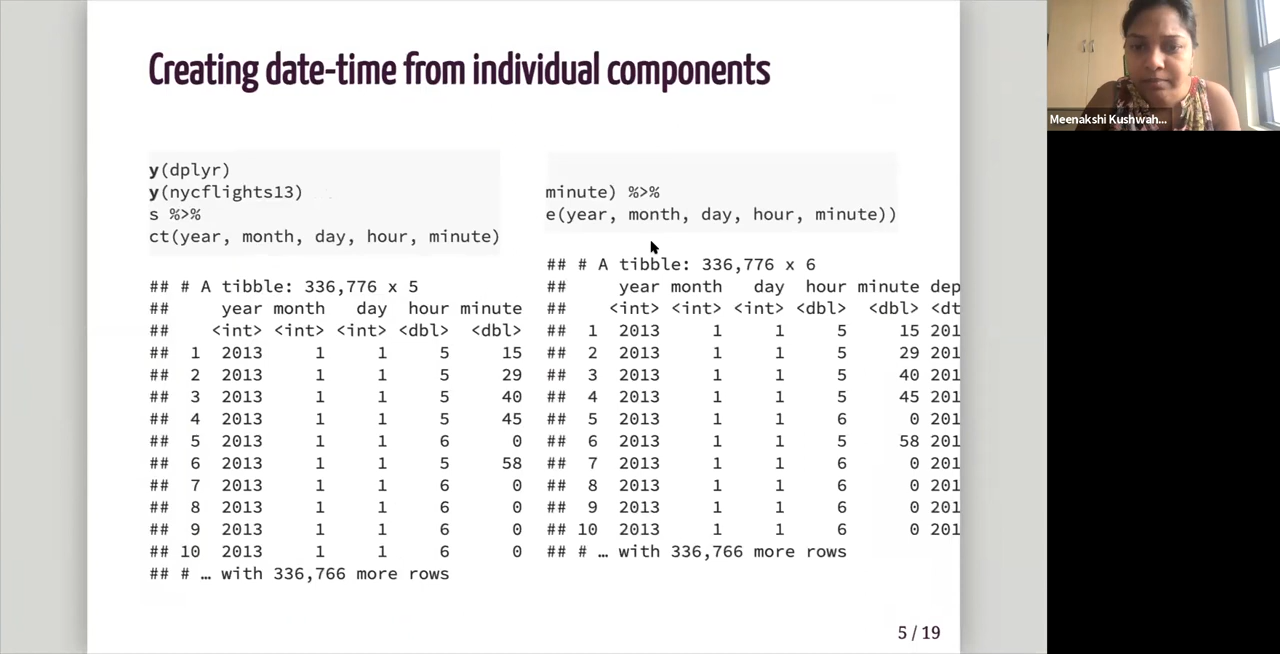 Creating date-time from individual components
y(dplyr)
y(nycflights13)
s %>%
ct(year, month, day, hour, minute)
## # A tibble: 336,776 x 5
## year month day hour minute
## <int> <int> <int> <dbl> <dbl>
## 1 2013 1 1 5 15
## 2 2013 1 1 5 29
## 3 2013 1 1 5 40
## 4 2013 1 1 5 45
## 5 2013 1 1 6 0
## 6 2013 1 1 5 58
## 7 2013 1 1 6 0
## 8 2013 1 1 6 0
## 9 2013 1 1 6 0
## 10 2013 1 1 6 0
## # … with 336,766 more rows
minute) %>%
e(year, month, day, hour, minute))
## # A tibble: 336,776 x 6
## year month day hour minute dep
## <int> <int> <int> <dbl> <dbl> <dt
## 1 2013 1 1 5 15 201
## 2 2013 1 1 5 29 201
## 3 2013 1 1 5 40 201
## 4 2013 1 1 5 45 201
## 5 2013 1 1 6 0 201
## 6 2013 1 1 5 58 201
## 7 2013 1 1 6 0 201
## 8 2013 1 1 6 0 201
## 9 2013 1 1 6 0 201
## 10 2013 1 1 6 0 201
## # … with 336,766 more rows
5 / 19
Meenakshi Kushwah...